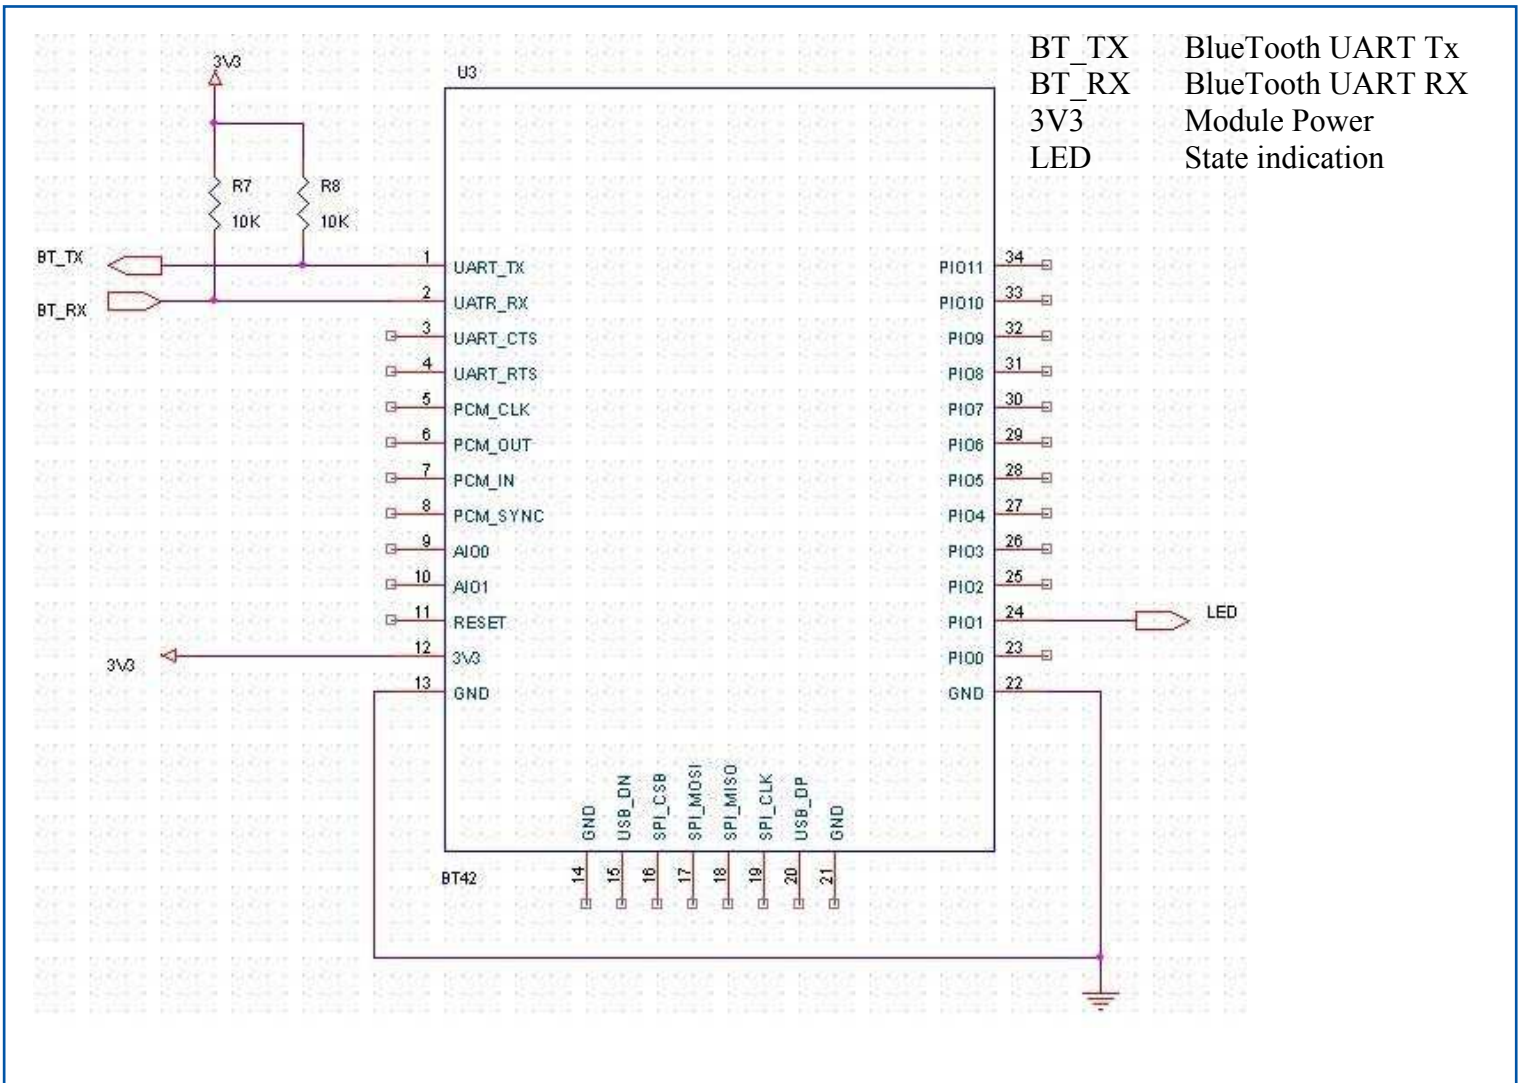 BT_TX BlueTooth UART Tx
BT_RX BlueTooth UART RX
3V3 Module Power
LED State indication
3V3
U3
R7
10K
R8
10K
BT_TX
BT_RX
1 UART_TX
2 UATR_RX
3 UART_CTS
4 UART_RTS
5 PCM_CLK
6 PCM_OUT
7 PCM_IN
8 PCM_SYNC
9 AIO0
10 AIO1
11 RESET
3V3
12 3V3
13 GND
PIO11 34
PIO10 33
PIO9 32
PIO8 31
PIO7 30
PIO6 29
PIO5 28
PIO4 27
PIO3 26
PIO2 25
PIO1 24
LED
PIO0 23
GND 22
GND 14
USB_DN 15
SPI_CSB 16
SPI_MOSI 17
SPI_MISO 18
SPI_CLK 19
USB_DP 20
GND 21
BT42